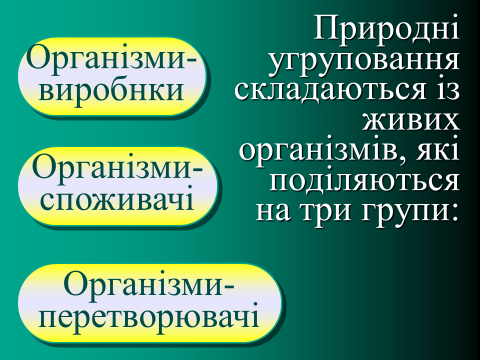 Природні
угруповання
складаються із
живих
організмів, які
поділяються
на три групи:
Організми-
виробнки
Організми-
споживачі
Організми-
перетворювачі